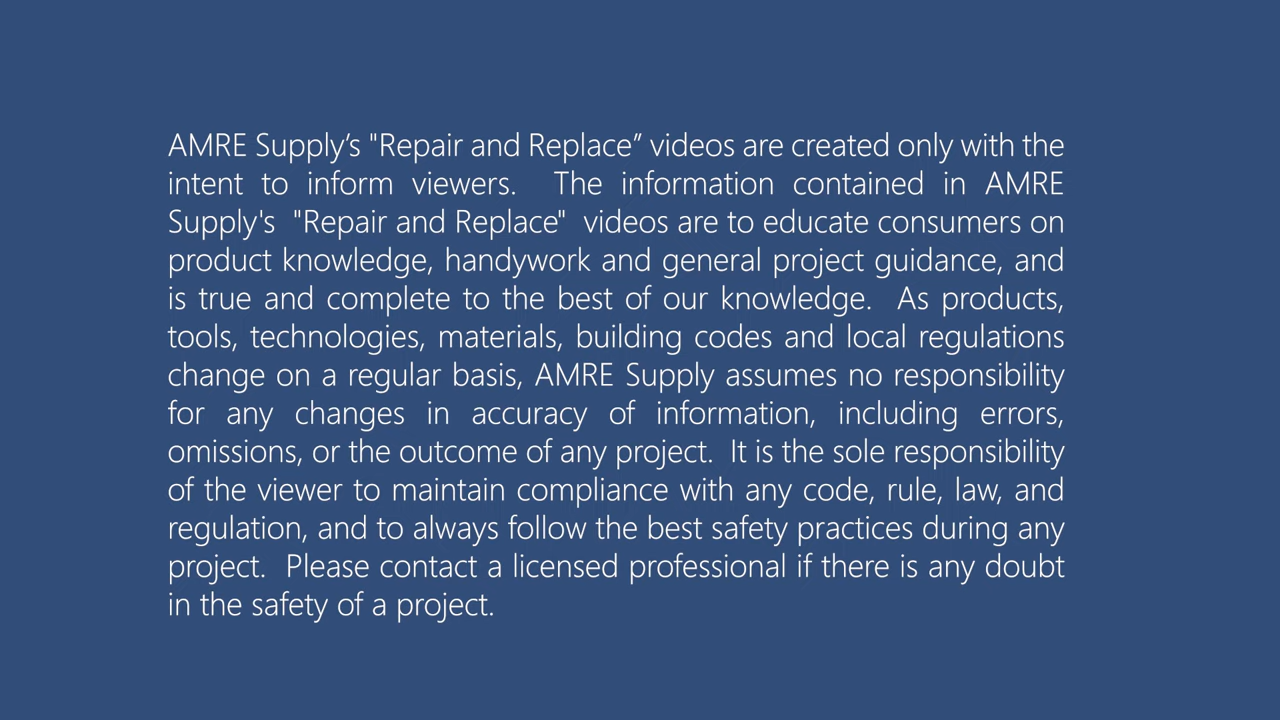 AMRE Supply’s "Repair and Replace” videos are created only with the
intent to inform viewers.  The information contained in AMRE
Supply's  "Repair and Replace"  videos are to educate consumers on
product knowledge, handywork and general project guidance, and
is true and complete to the best of our knowledge.  As products,
tools, technologies, materials, building codes and local regulations
change on a regular basis, AMRE Supply assumes no responsibility
for any changes in accuracy of information, including errors,
omissions, or the outcome of any project.  It is the sole responsibility
of the viewer to maintain compliance with any code, rule, law, and
regulation, and to always follow the best safety practices during any
project.  Please contact a licensed professional if there is any doubt
in the safety of a project.